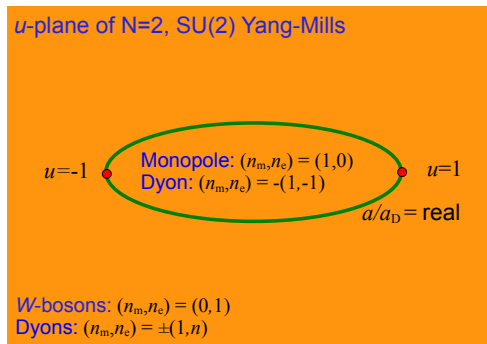 u-plane of N=2, SU(2) Yang-Mills
Monopole: (nₘ,nₑ) = (1,0)
Dyon: (nₘ,nₑ) = -(1,-1)
u=-1
u=1
a/a_D = real
W-bosons: (nₘ,nₑ) = (0,1)
Dyons: (nₘ,nₑ) = ±(1,n)